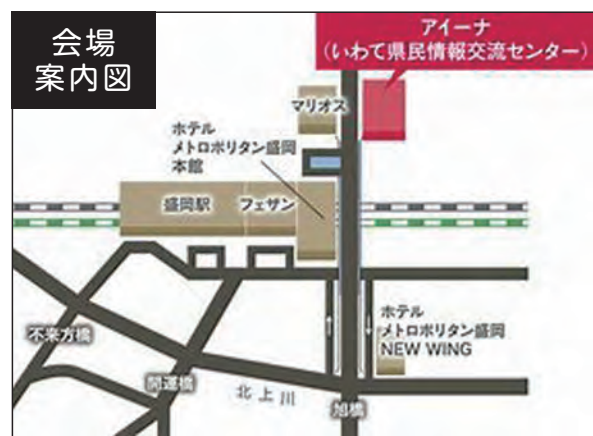 会場
案内図
アイーナ
（いわて県民情報交流センター）
マリオス
ホテル
メトロポリタン盛岡
本館
盛岡駅
フェザン
ホテル
メトロポリタン盛岡
NEW WING
不来方橋
開運橋
北上川
旭橋